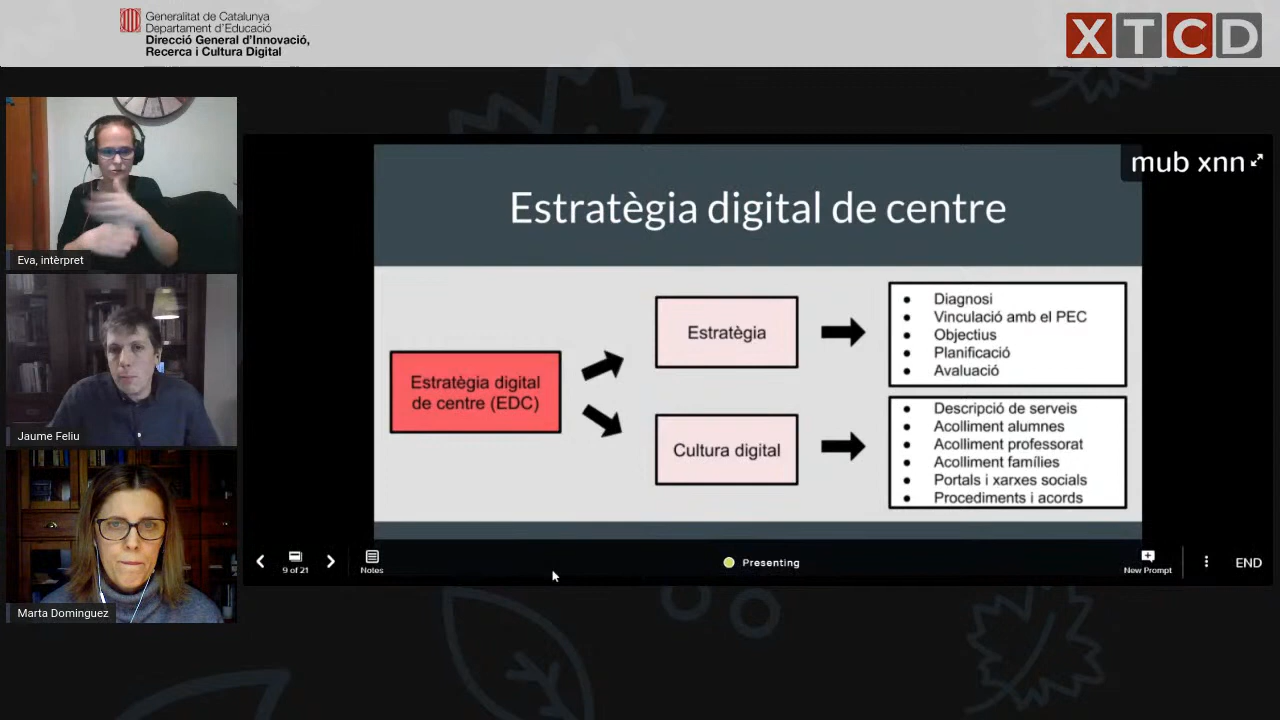 Generalitat de Catalunya
Departament d'Educació
Direcció General d'Innovació,
Recerca i Cultura Digital
XTCD
Eva, intèrpret
Jaume Feliu
Marta Dominguez
mub xnn
Estratègia digital de centre
Estratègia digital
de centre (EDC)
Estratègia
Cultura digital
• Diagnosi
• Vinculació amb el PEC
• Objectius
• Planificació
• Avaluació
• Descripció de serveis
• Acolliment alumnes
• Acolliment professorat
• Acolliment famílies
• Portals i xarxes socials
• Procediments i acords
9 of 21
Notes
Presenting
New Prompt
END